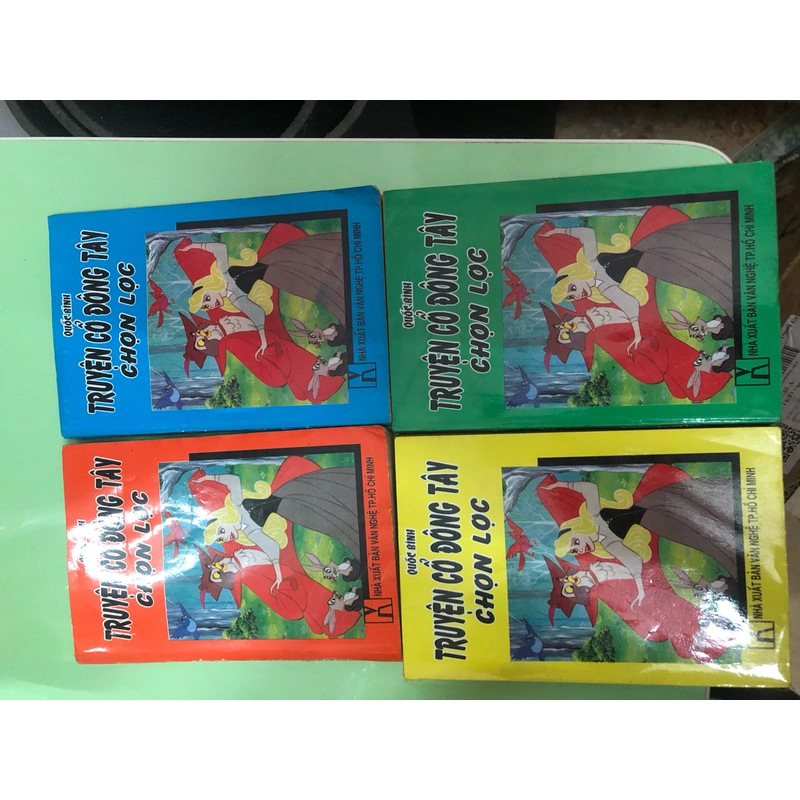 QUỐC BÌNH
TRUYỆN CỔ ĐÔNG TÂY
CHỌN LỌC
NHÀ XUẤT BẢN VĂN NGHỆ TP.HỒ CHÍ MINH
QUỐC BÌNH
TRUYỆN CỔ ĐÔNG TÂY
CHỌN LỌC
NHÀ XUẤT BẢN VĂN NGHỆ TP.HỒ CHÍ MINH
TRUYỆN CỔ ĐÔNG TÂY
CHỌN LỌC
NHÀ XUẤT BẢN VĂN NGHỆ TP.HỒ CHÍ MINH
QUỐC BÌNH
TRUYỆN CỔ ĐÔNG TÂY
CHỌN LỌC
NHÀ XUẤT BẢN VĂN NGHỆ TP.HỒ CHÍ MINH